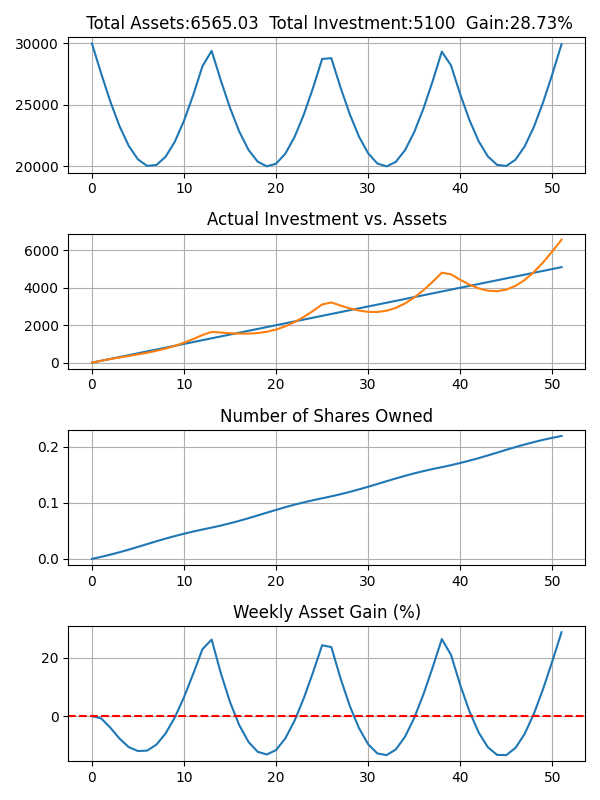 Total Assets:6565.03  Total Investment:5100  Gain:28.73%
30000
25000
20000
0 10 20 30 40 50
Actual Investment vs. Assets
6000
4000
2000
0
0 10 20 30 40 50
Number of Shares Owned
0.2
0.1
0.0
0 10 20 30 40 50
Weekly Asset Gain (%)
20
0
0 10 20 30 40 50